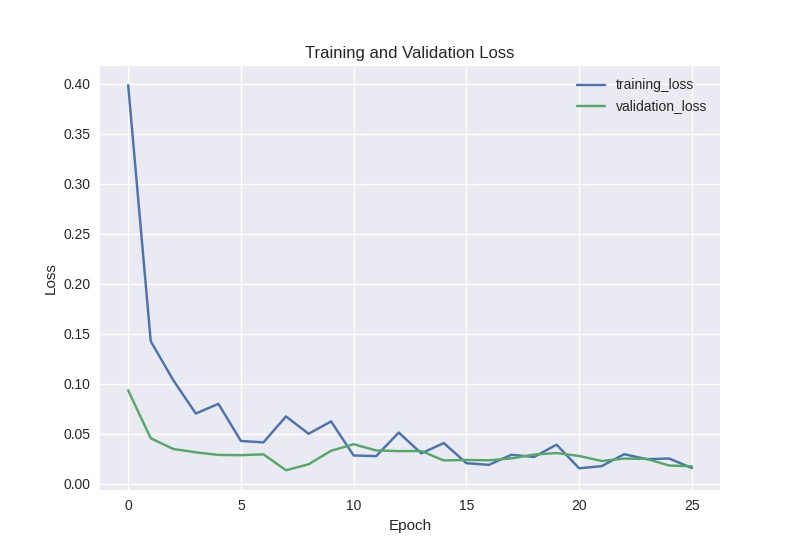 Training and Validation Loss
training_loss
validation_loss
0.40
0.35
0.30
0.25
0.20
0.15
0.10
0.05
0.00
Loss
0 5 10 15 20 25
Epoch